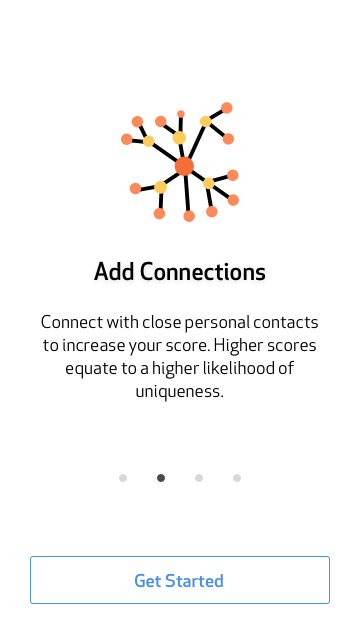 Add Connections
Connect with close personal contacts
to increase your score. Higher scores
equate to a higher likelihood of
uniqueness.
Get Started